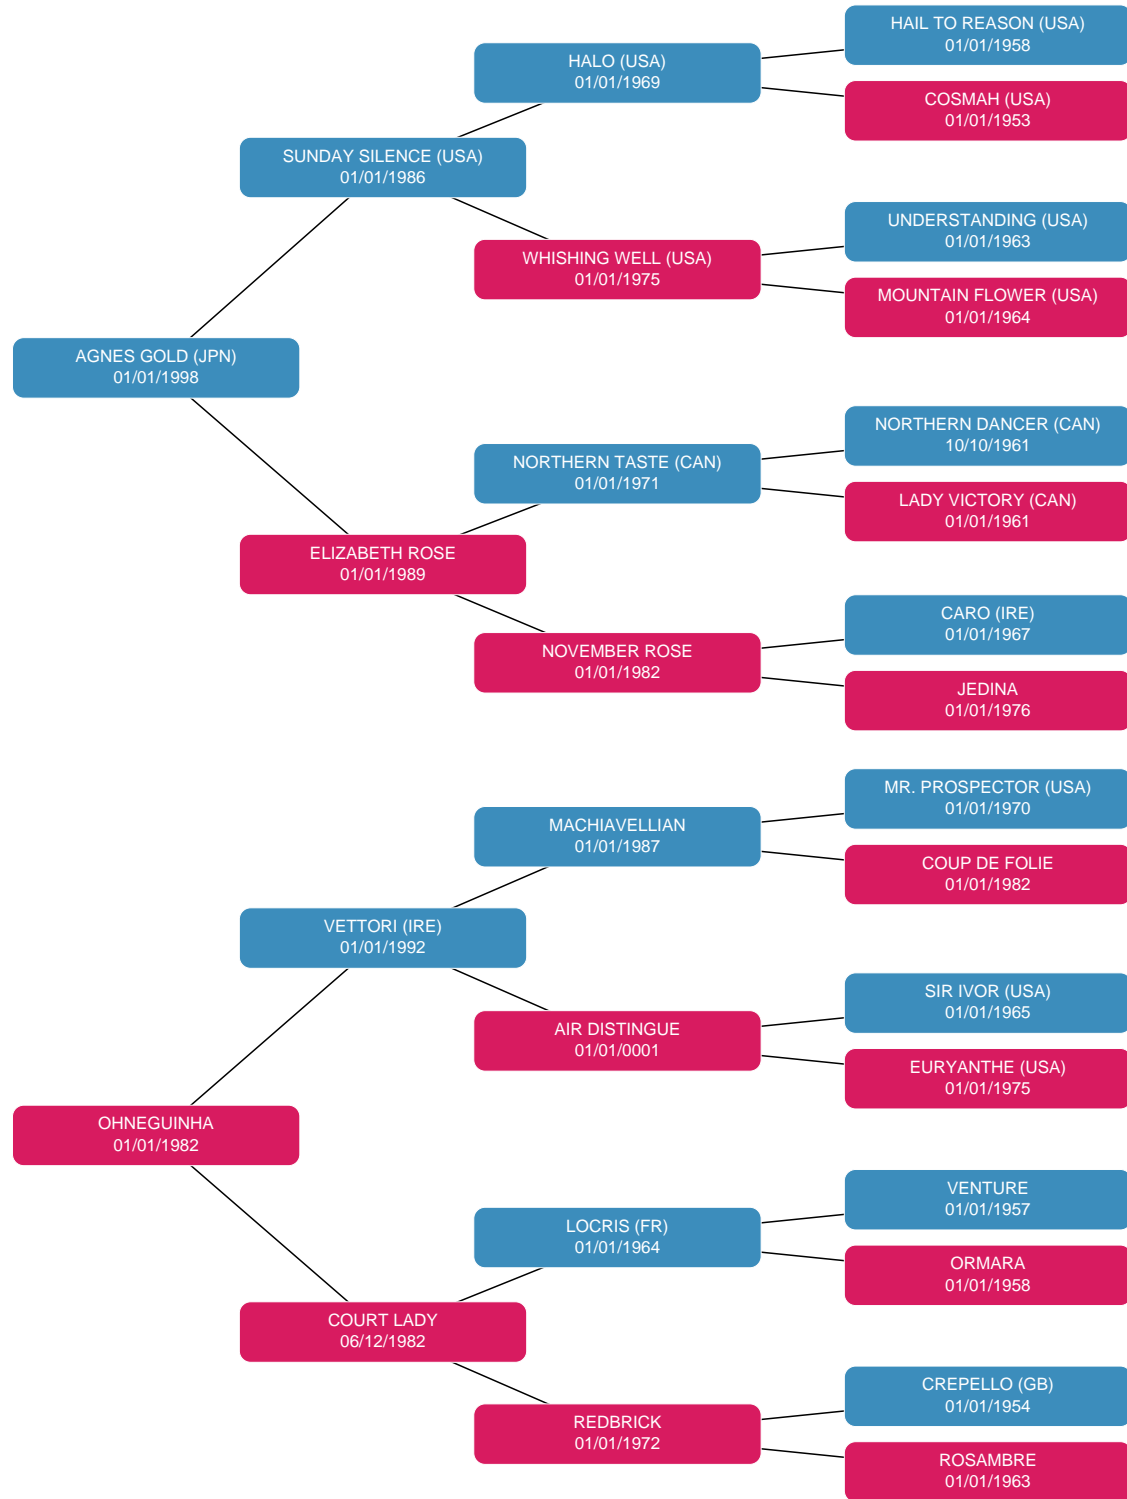 HAIL TO REASON (USA)
01/01/1958
HALO (USA)
01/01/1969
COSMAH (USA)
01/01/1953
SUNDAY SILENCE (USA)
01/01/1986
UNDERSTANDING (USA)
01/01/1963
WHISHING WELL (USA)
01/01/1975
MOUNTAIN FLOWER (USA)
01/01/1964
AGNES GOLD (JPN)
01/01/1998
NORTHERN DANCER (CAN)
10/10/1961
NORTHERN TASTE (CAN)
01/01/1971
LADY VICTORY (CAN)
01/01/1961
ELIZABETH ROSE
01/01/1989
CARO (IRE)
01/01/1967
NOVEMBER ROSE
01/01/1982
JEDINA
01/01/1976
MR. PROSPECTOR (USA)
01/01/1970
MACHIAVELLIAN
01/01/1987
COUP DE FOLIE
01/01/1982
VETTORI (IRE)
01/01/1992
SIR IVOR (USA)
01/01/1965
AIR DISTINGUE
01/01/0001
EURYANTHE (USA)
01/01/1975
OHNEGUINHA
01/01/1982
VENTURE
01/01/1957
LOCRIS (FR)
01/01/1964
ORMARA
01/01/1958
COURT LADY
06/12/1982
CREPELLO (GB)
01/01/1954
REDBRICK
01/01/1972
ROSAMBRE
01/01/1963